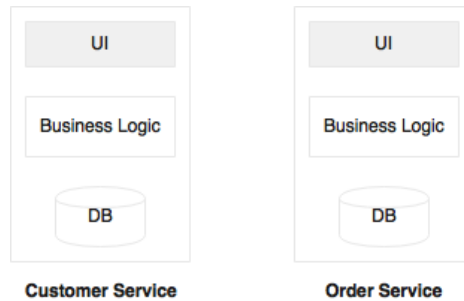 UI
Business Logic
DB
Customer Service
UI
Business Logic
DB
Order Service